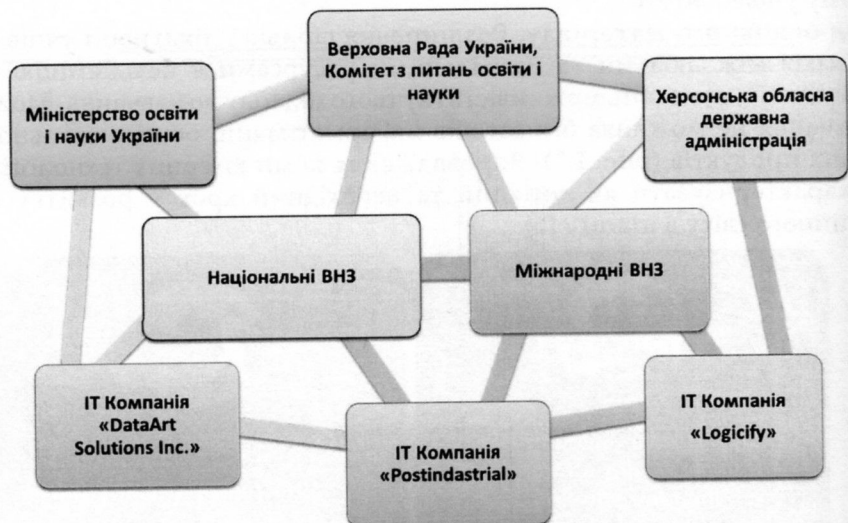 Верховна Рада України,
Комітет з питань освіти і
науки
Міністерство освіти
і науки України
Херсонська обласна
державна
адміністрація
Національні ВНЗ
Міжнародні ВНЗ
ІТ Компанія
«DataArt
Solutions Inc.»
ІТ Компанія
«Postindastrial»
ІТ Компанія
«Logicify»